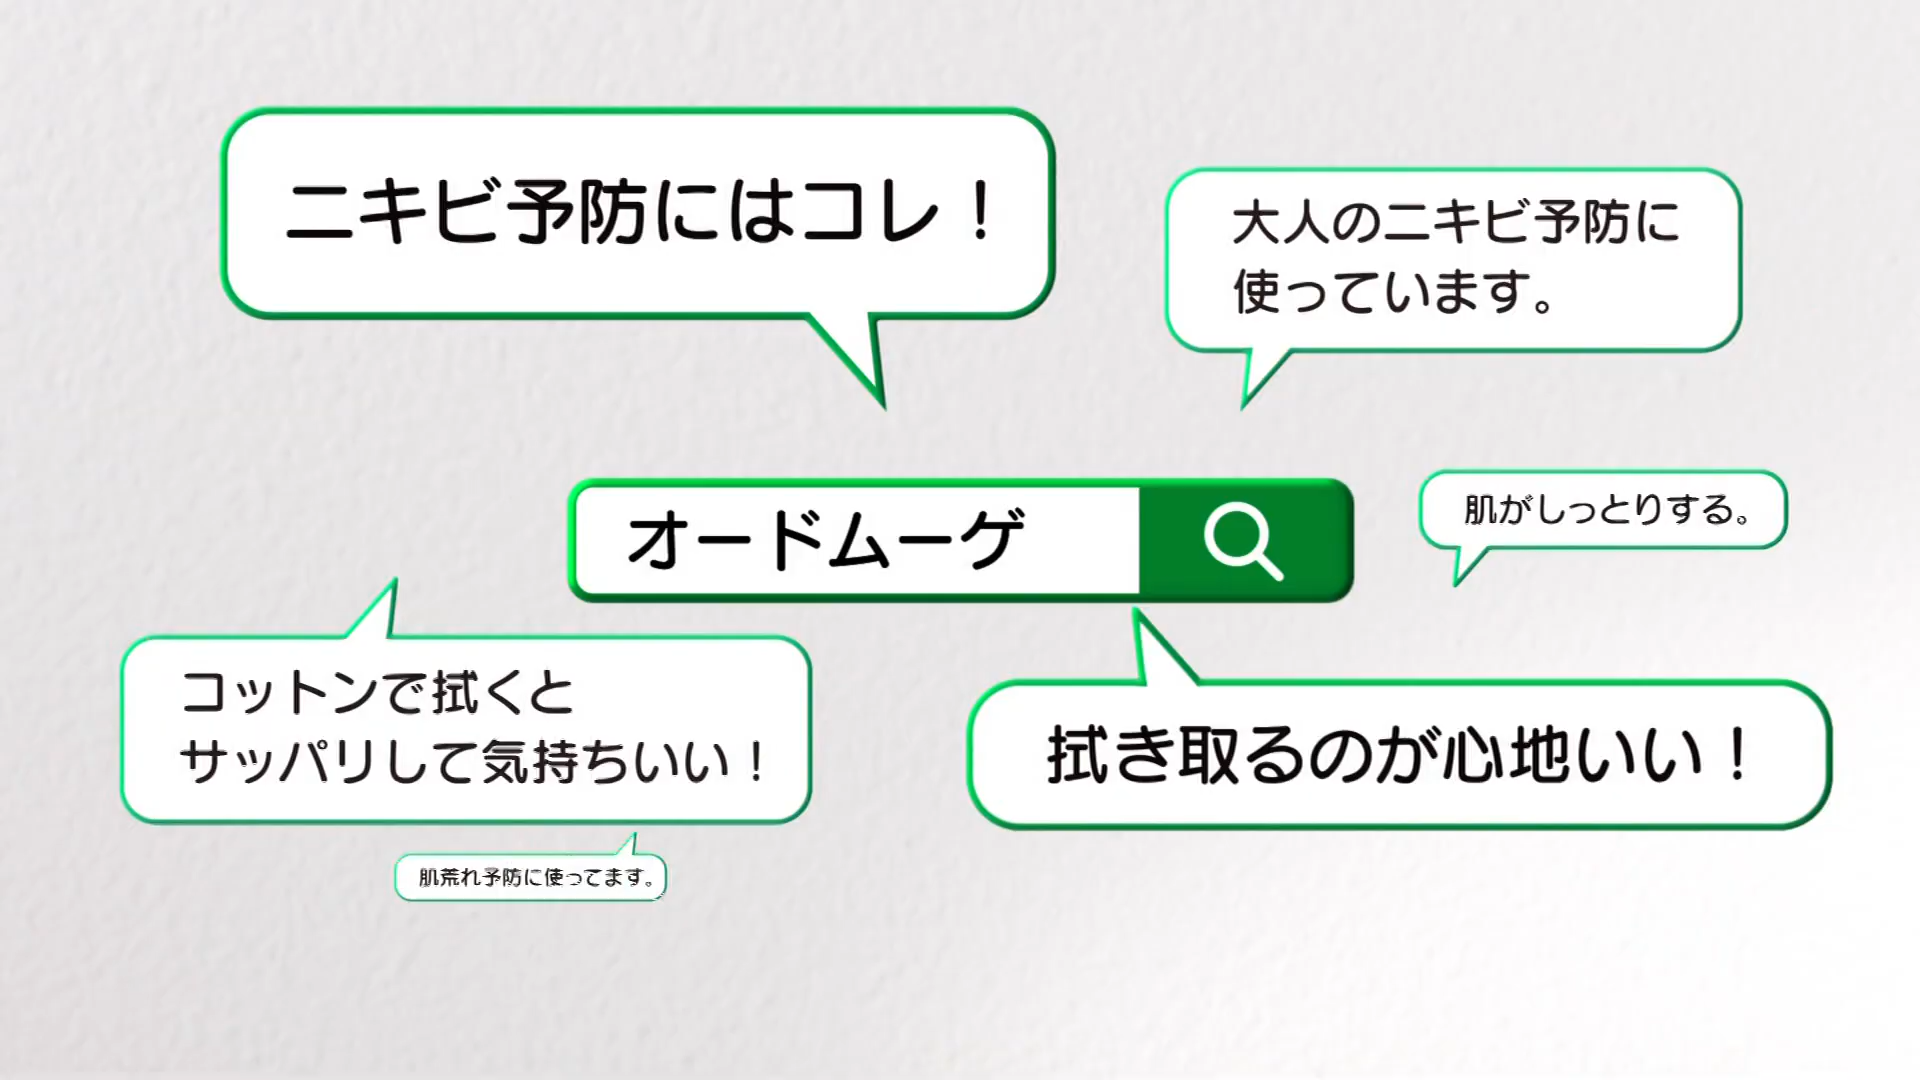 ニキビ予防にはコレ！
大人のニキビ予防に
使っています。
オードムーゲ
肌がしっとりする。
コットンで拭くと
サッパリして気持ちいい！
拭き取るのが心地いい！
肌荒れ予防に使ってます。